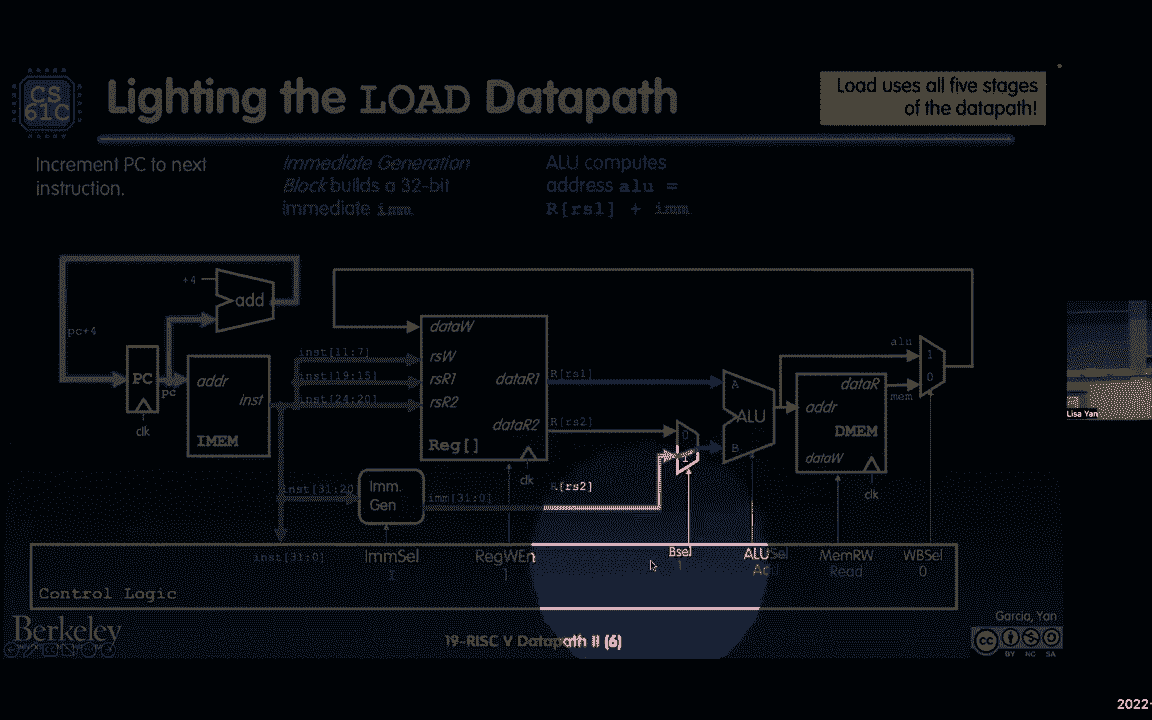 CS
61C
Lighting the LOAD Datapath
Load uses all five stages
of the datapath!
Increment PC to next
instruction.
Immediate Generation
Block builds a 32-bit
immediate imm
ALU computes
address alu =
R[rs1] + imm
+4
add
pc+4
PC
pc
clk
addr
inst
IMEM
inst[11:7]
inst[19:15]
inst[24:20]
dataW
rsW
rsR1
rsR2
dataR1
dataR2
Reg[]
clk
R[rs1]
R[rs2]
0
1
A
B
ALU
addr
dataR
DMEM
dataW
clk
alu
mem
1
0
inst[31:20
Imm.
Gen
imm[31:0]
R[rs2]
inst[31:0]
ImmSel
I
RegWEn
1
Bsel
1
ALUSel
Add
MemRW
Read
WBSel
0
Control Logic
Berkeley
19-RISC V Datapath II (6)
Garcia, Yan
cc
BY NC SA
Lisa Yan
2022-